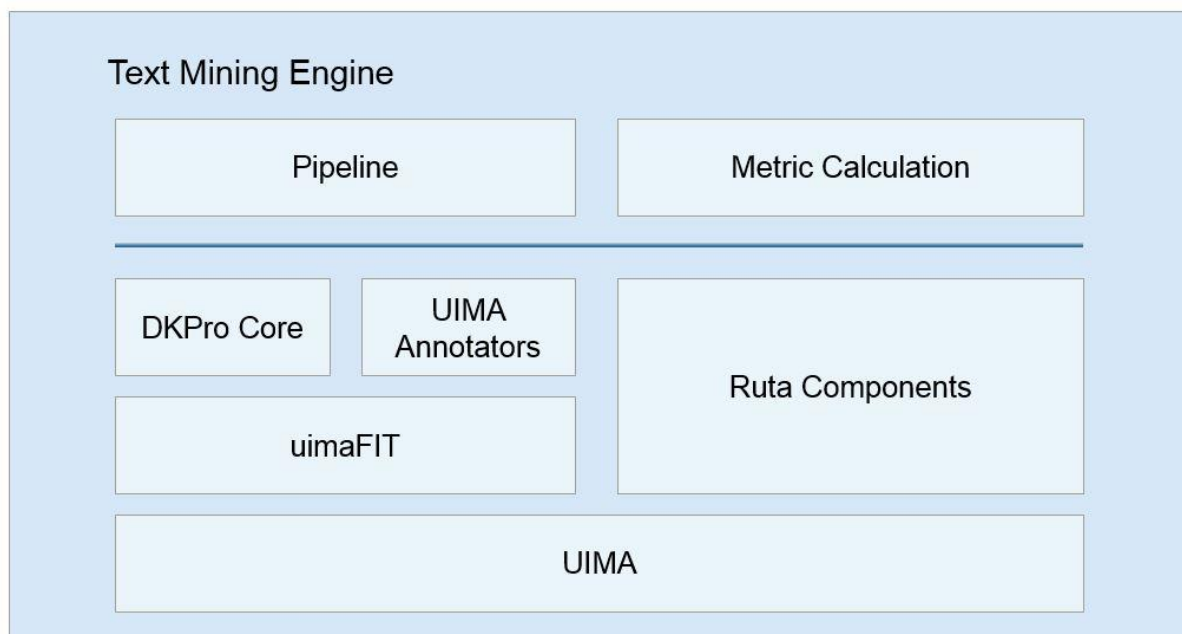 Text Mining Engine
Pipeline
Metric Calculation
DKPro Core
UIMA
Annotators
Ruta Components
uimaFIT
UIMA